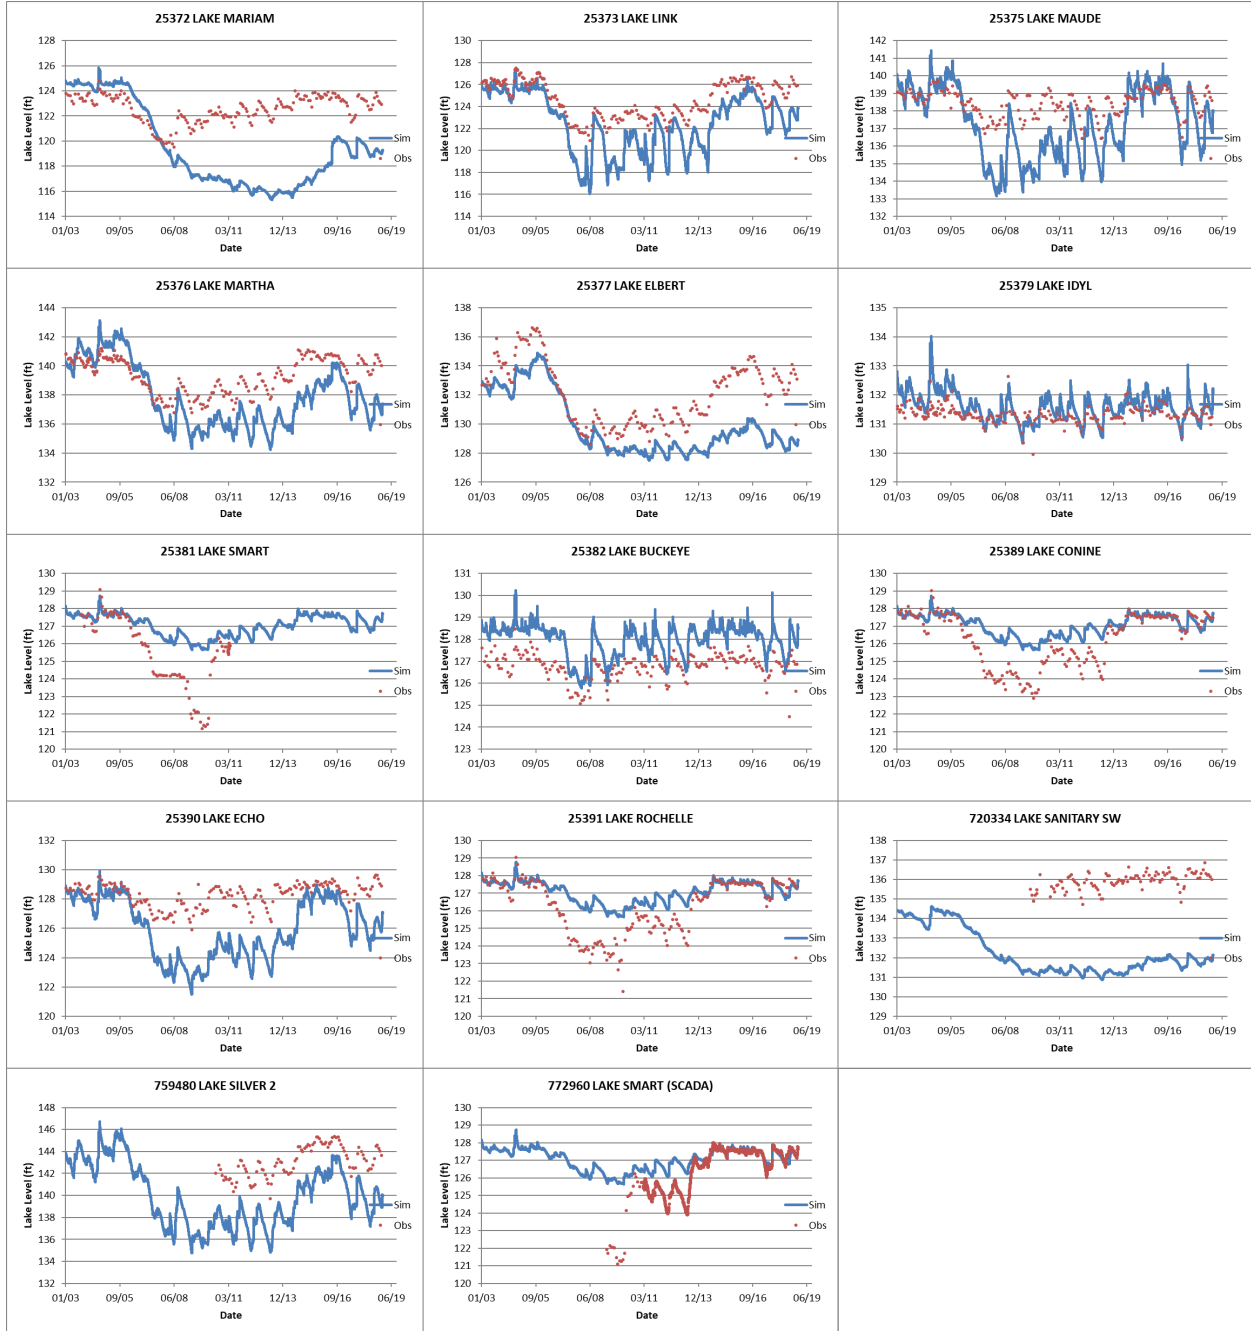 25372 LAKE MARIAM
128
126
124
122
120
118
116
114
Lake Level (ft)
01/03 09/05 06/08 03/11 12/13 09/16 06/19
Date
Sim
Obs
25373 LAKE LINK
130
128
126
124
122
120
118
116
114
Lake Level (ft)
01/03 09/05 06/08 03/11 12/13 09/16 06/19
Date
Sim
Obs
25375 LAKE MAUDE
142
141
140
139
138
137
136
135
134
133
132
Lake Level (ft)
01/03 09/05 06/08 03/11 12/13 09/16 06/19
Date
Sim
Obs
25376 LAKE MARTHA
144
142
140
138
136
134
132
Lake Level (ft)
01/03 09/05 06/08 03/11 12/13 09/16 06/19
Date
Sim
Obs
25377 LAKE ELBERT
138
136
134
132
130
128
126
Lake Level (ft)
01/03 09/05 06/08 03/11 12/13 09/16 06/19
Date
Sim
Obs
25379 LAKE IDYL
135
134
133
132
131
130
129
Lake Level (ft)
01/03 09/05 06/08 03/11 12/13 09/16 06/19
Date
Sim
Obs
25381 LAKE SMART
130
129
128
127
126
125
124
123
122
121
120
Lake Level (ft)
01/03 09/05 06/08 03/11 12/13 09/16 06/19
Date
Sim
Obs
25382 LAKE BUCKEYE
131
130
129
128
127
126
125
124
123
Lake Level (ft)
01/03 09/05 06/08 03/11 12/13 09/16 06/19
Date
Sim
Obs
25389 LAKE CONINE
130
129
128
127
126
125
124
123
122
121
120
Lake Level (ft)
01/03 09/05 06/08 03/11 12/13 09/16 06/19
Date
Sim
Obs
25390 LAKE ECHO
132
130
128
126
124
122
120
Lake Level (ft)
01/03 09/05 06/08 03/11 12/13 09/16 06/19
Date
Sim
Obs
25391 LAKE ROCHELLE
130
129
128
127
126
125
124
123
122
121
120
Lake Level (ft)
01/03 09/05 06/08 03/11 12/13 09/16 06/19
Date
Sim
Obs
720334 LAKE SANITARY SW
138
137
136
135
134
133
132
131
130
129
Lake Level (ft)
01/03 09/05 06/08 03/11 12/13 09/16 06/19
Date
Sim
Obs
759480 LAKE SILVER 2
148
146
144
142
140
138
136
134
132
Lake Level (ft)
01/03 09/05 06/08 03/11 12/13 09/16 06/19
Date
Sim
Obs
772960 LAKE SMART (SCADA)
130
129
128
127
126
125
124
123
122
121
120
Lake Level (ft)
01/03 09/05 06/08 03/11 12/13 09/16 06/19
Date
Sim
Obs